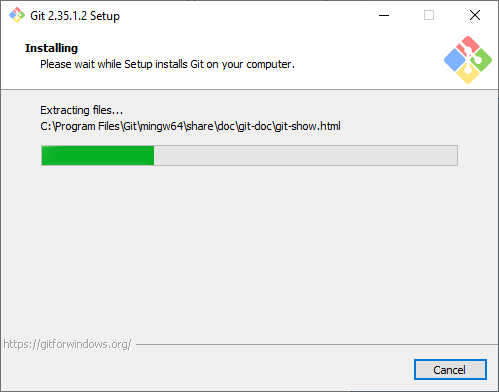 Git 2.35.1.2 Setup
Installing
Please wait while Setup installs Git on your computer.
Extracting files...
C:\Program Files\Git\mingw64\share\doc\git-doc\git-show.html
https://gitforwindows.org/
Cancel